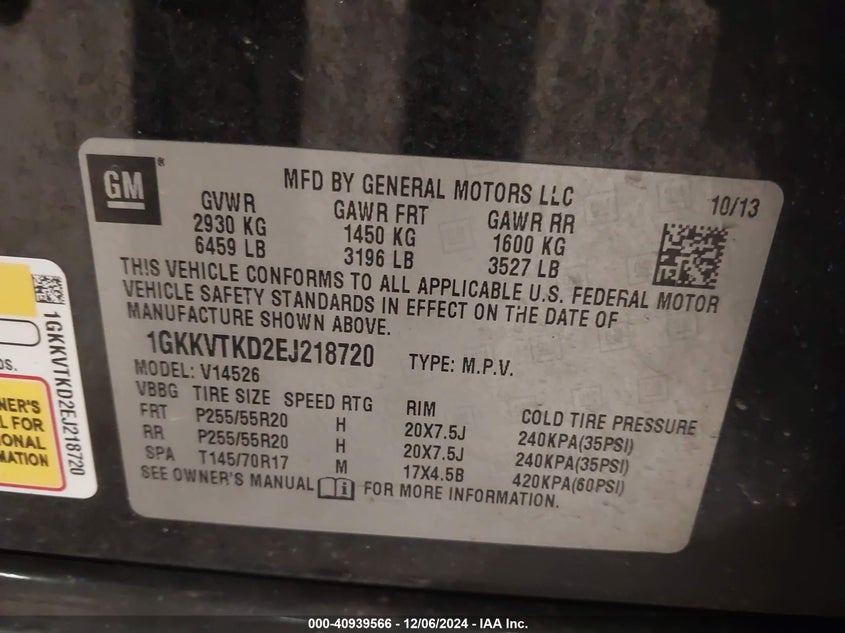 GM®
MFD BY GENERAL MOTORS LLC
10/13
GVWR GAWR FRT GAWR RR
2930 KG 1450 KG 1600 KG
6459 LB 3196 LB 3527 LB
THIS VEHICLE CONFORMS TO ALL APPLICABLE U.S. FEDERAL MOTOR
VEHICLE SAFETY STANDARDS IN EFFECT ON THE DATE OF
MANUFACTURE SHOWN ABOVE.
1GKKVTKD2EJ218720 TYPE: M.P.V.
MODEL: V14526
VBBG TIRE SIZE SPEED RTG RIM COLD TIRE PRESSURE
FRT P255/55R20 H 20X7.5J 240KPA(35PSI)
RR P255/55R20 H 20X7.5J 240KPA(35PSI)
SPA T145/70R17 M 17X4.5B 420KPA(60PSI)
SEE OWNER'S MANUAL FOR MORE INFORMATION.
1GKKVTKD2EJ218720
FOR
000-40939566 - 12/06/2024 - IAA Inc.